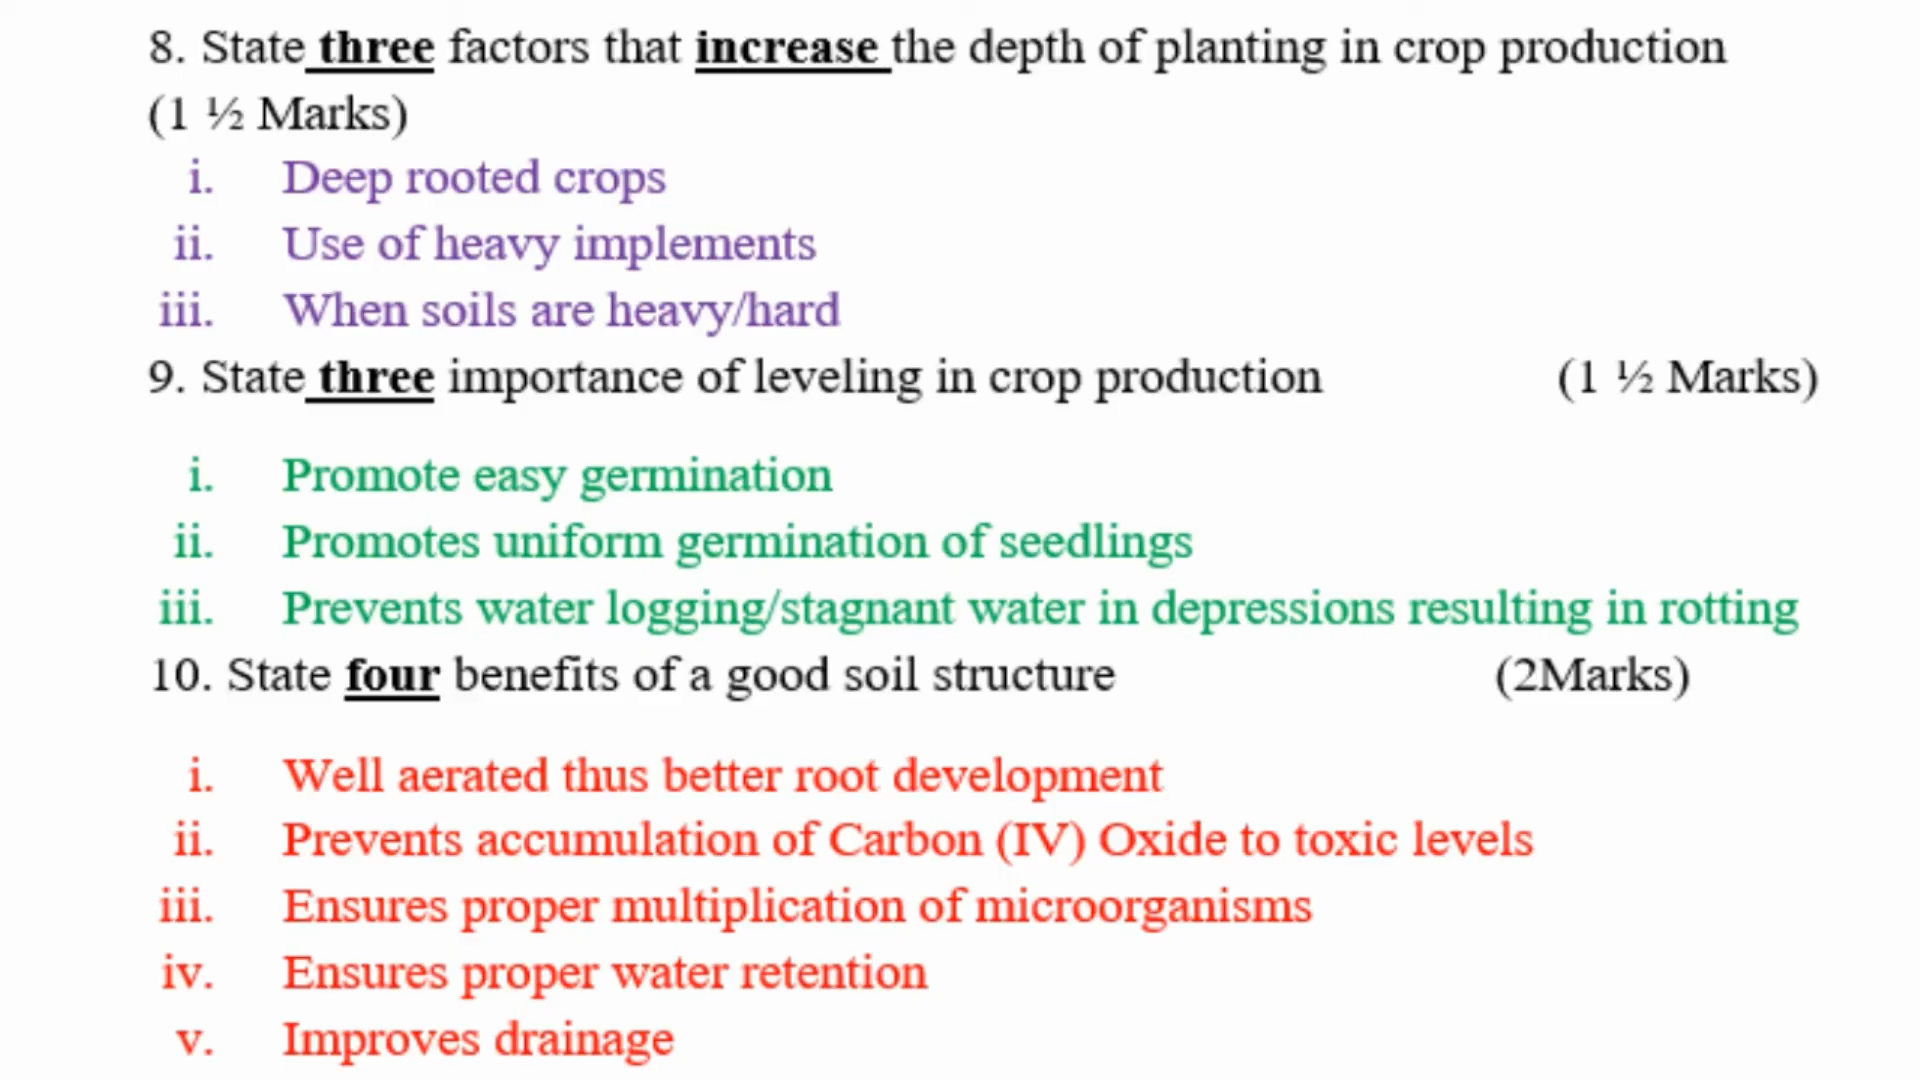 8. State three factors that increase the depth of planting in crop production
(1 ½ Marks)
i. Deep rooted crops
ii. Use of heavy implements
iii. When soils are heavy/hard
9. State three importance of leveling in crop production (1 ½ Marks)
i. Promote easy germination
ii. Promotes uniform germination of seedlings
iii. Prevents water logging/stagnant water in depressions resulting in rotting
10. State four benefits of a good soil structure (2Marks)
i. Well aerated thus better root development
ii. Prevents accumulation of Carbon (IV) Oxide to toxic levels
iii. Ensures proper multiplication of microorganisms
iv. Ensures proper water retention
v. Improves drainage